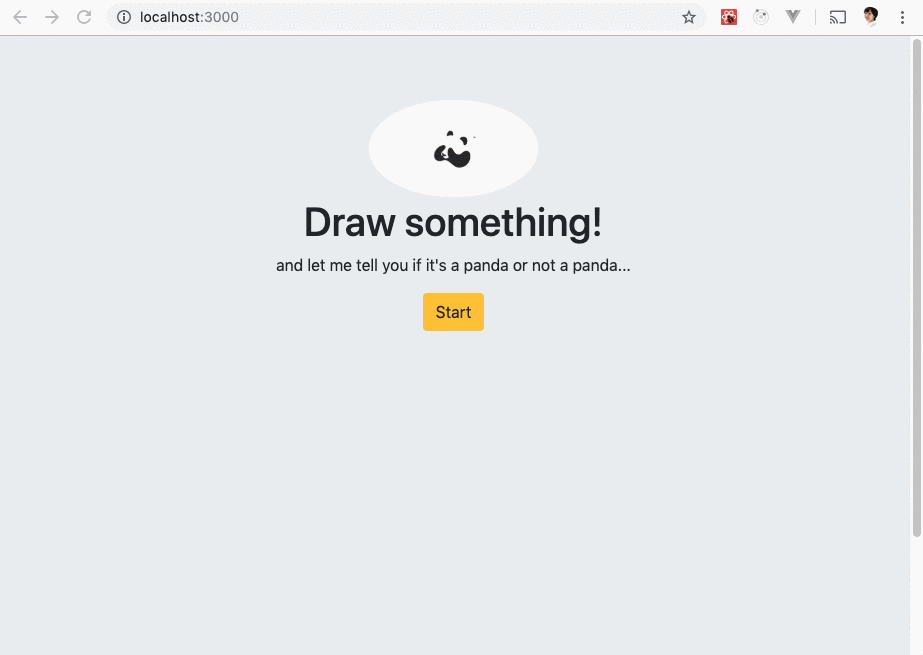 localhost:3000
Draw something!
and let me tell you if it's a panda or not a panda...
Start